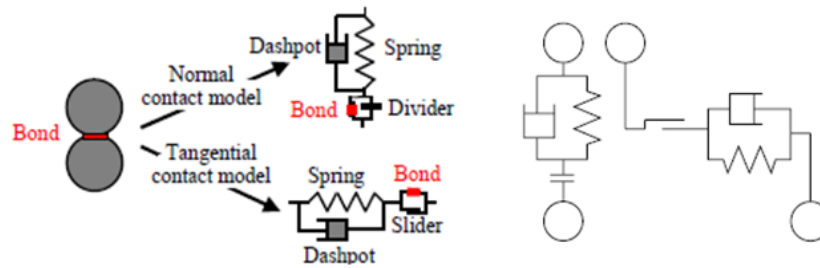 Dashpot
Spring
Normal
contact model
Bond
Divider
Bond
Tangential
contact model
Spring
Bond
Slider
Dashpot